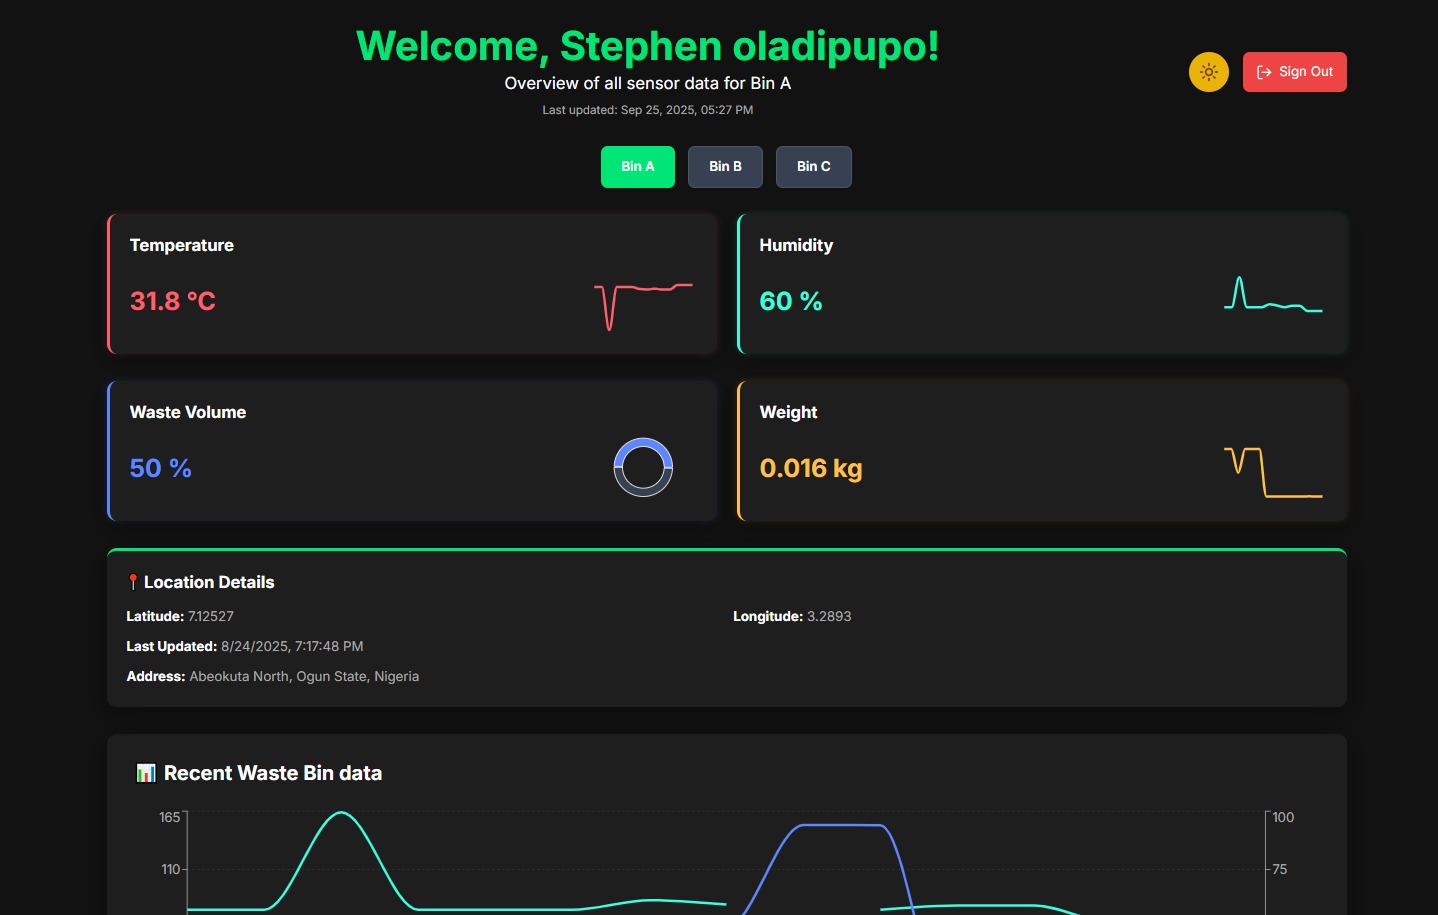 Welcome, Stephen oladipupo!
Overview of all sensor data for Bin A
Last updated: Sep 25, 2025, 05:27 PM
Sign Out
Bin A
Bin B
Bin C
Temperature
31.8 °C
Humidity
60 %
Waste Volume
50 %
Weight
0.016 kg
Location Details
Latitude: 7.12527
Longitude: 3.2893
Last Updated: 8/24/2025, 7:17:48 PM
Address: Abeokuta North, Ogun State, Nigeria
Recent Waste Bin data
165
100
110
75